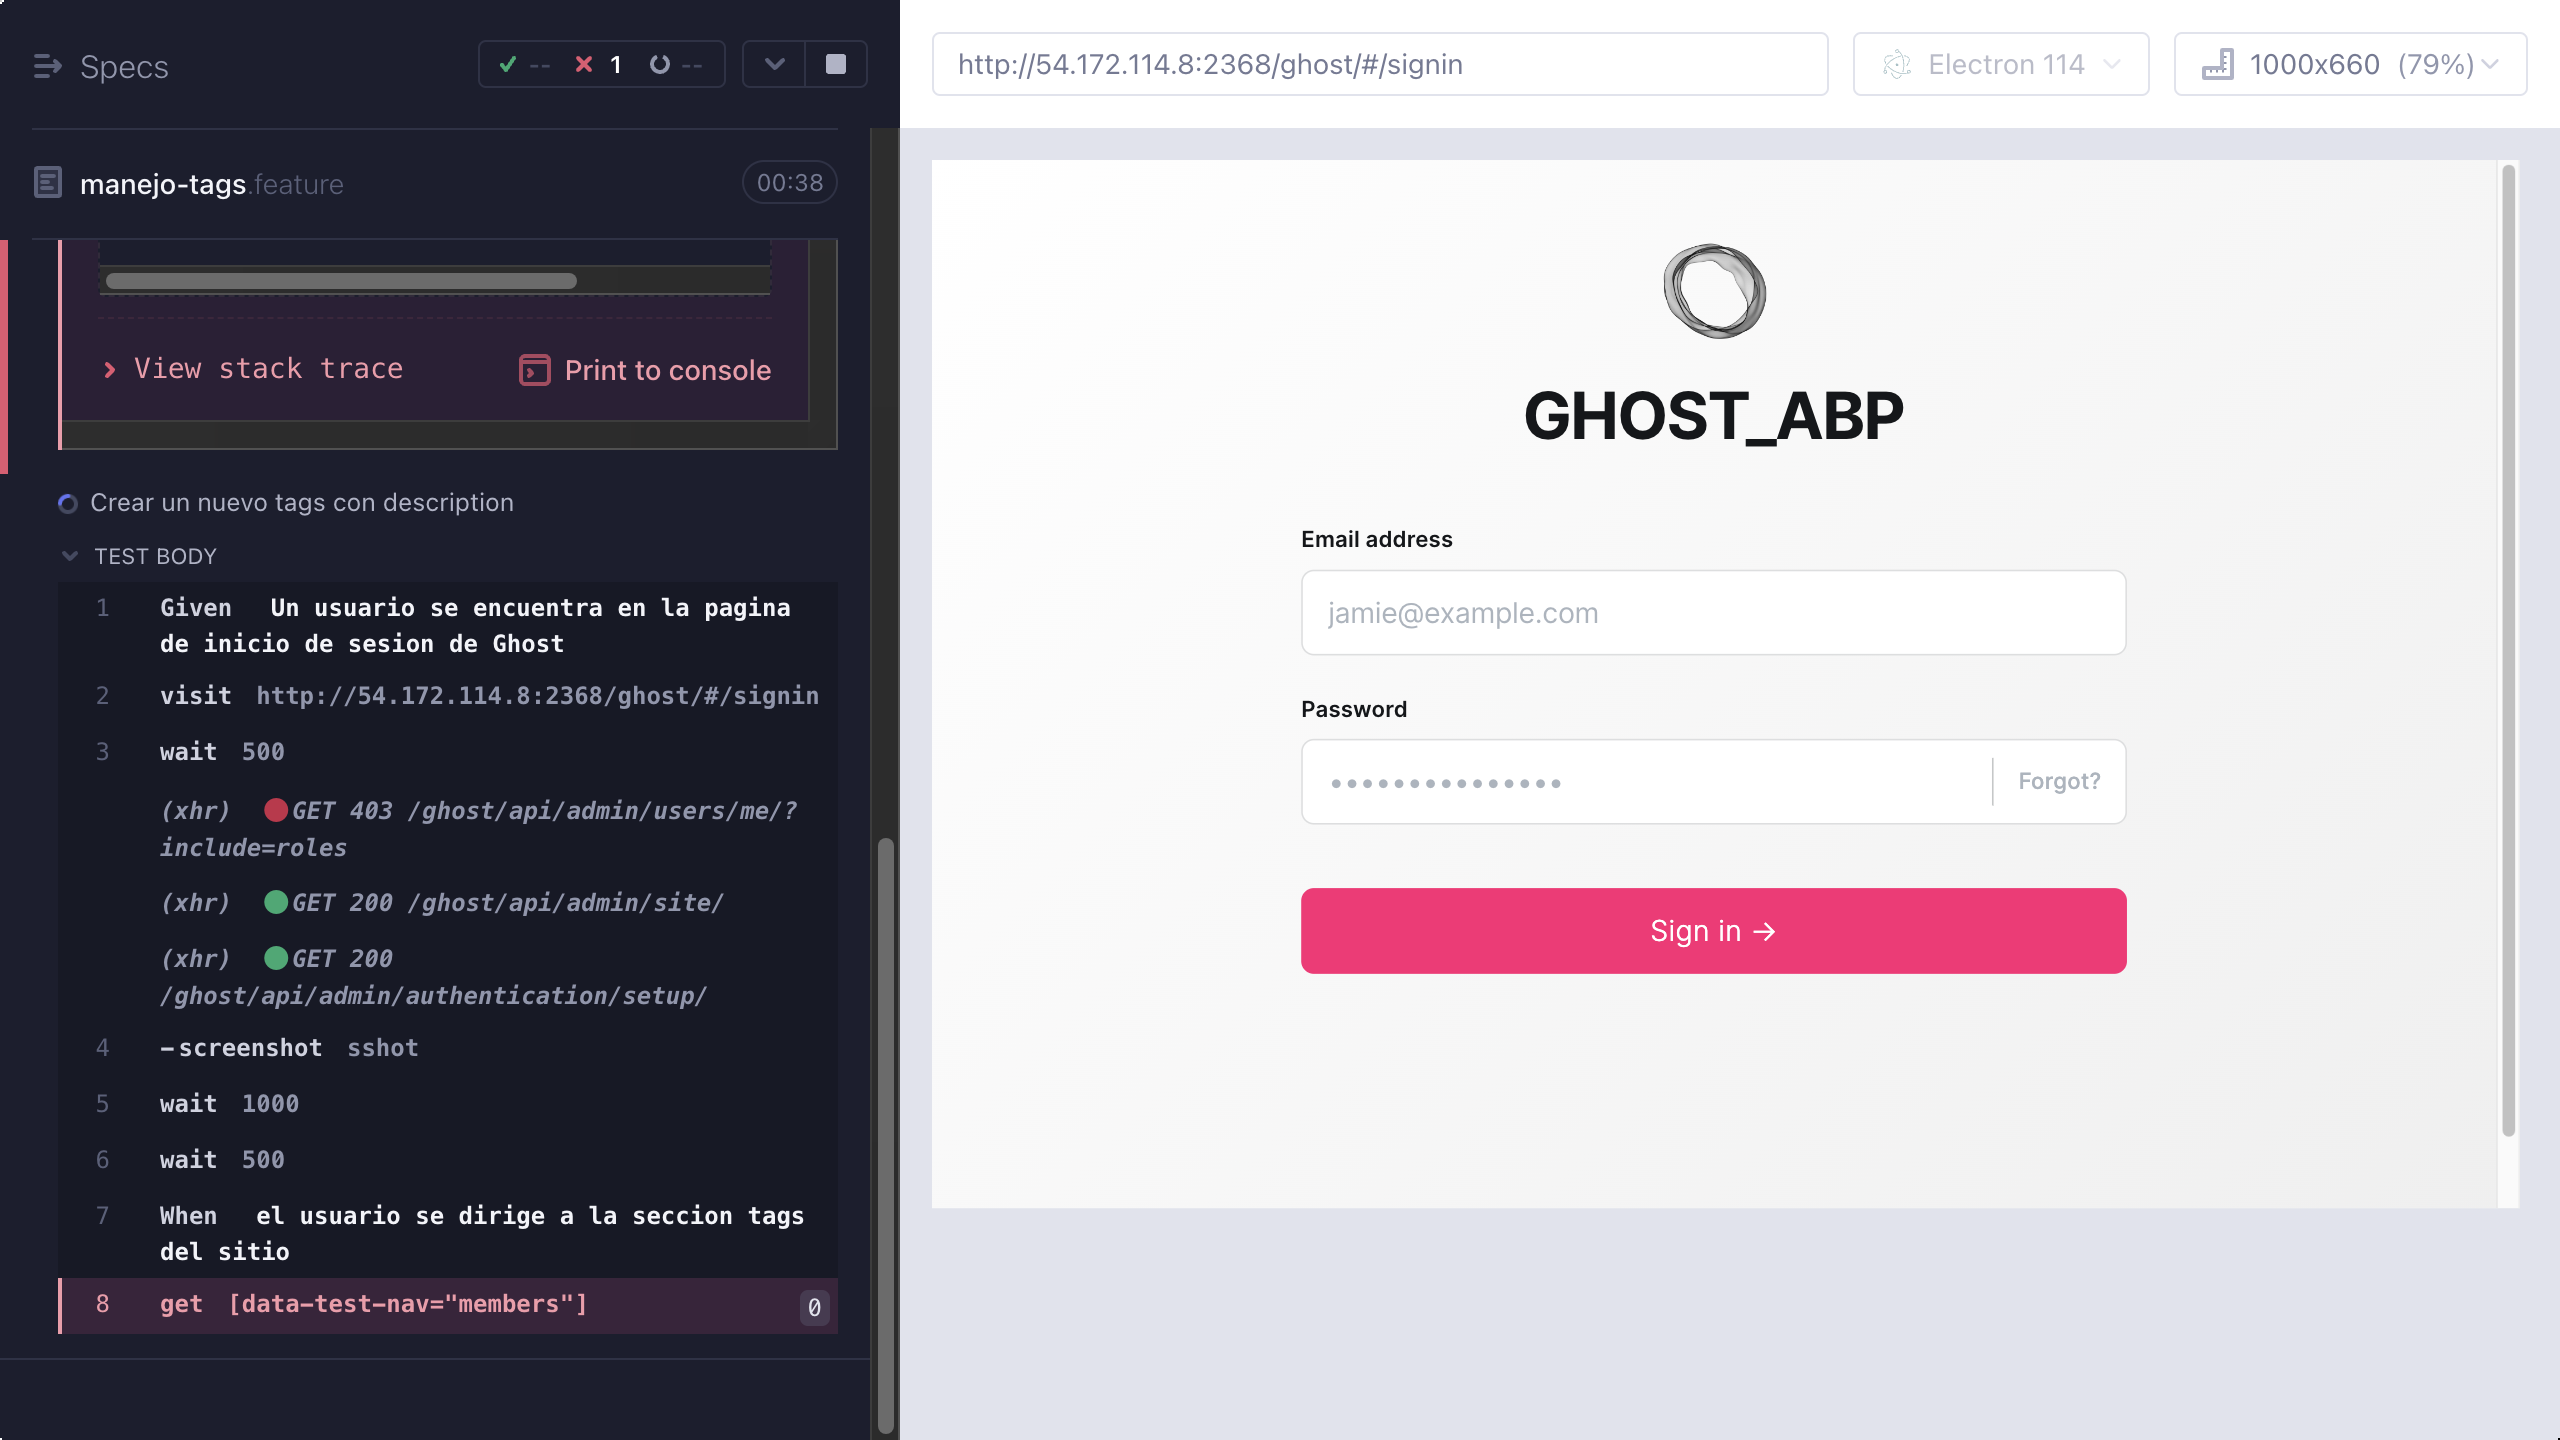 Specs
-- 1 --
manejo-tags.feature
00:38
View stack trace
Print to console
Crear un nuevo tags con description
TEST BODY
1 Given Un usuario se encuentra en la pagina
de inicio de sesion de Ghost
2 visit http://54.172.114.8:2368/ghost/#/signin
3 wait 500
(xhr) GET 403 /ghost/api/admin/users/me/?
include=roles
(xhr) GET 200 /ghost/api/admin/site/
(xhr) GET 200
/ghost/api/admin/authentication/setup/
4 -screenshot sshot
5 wait 1000
6 wait 500
7 When el usuario se dirige a la seccion tags
del sitio
8 get [data-test-nav="members"] 0
http://54.172.114.8:2368/ghost/#/signin
Electron 114
1000x660 (79%)
GHOST_ABP
Email address
jamie@example.com
Password
•••••••••••••••
Forgot?
Sign in →